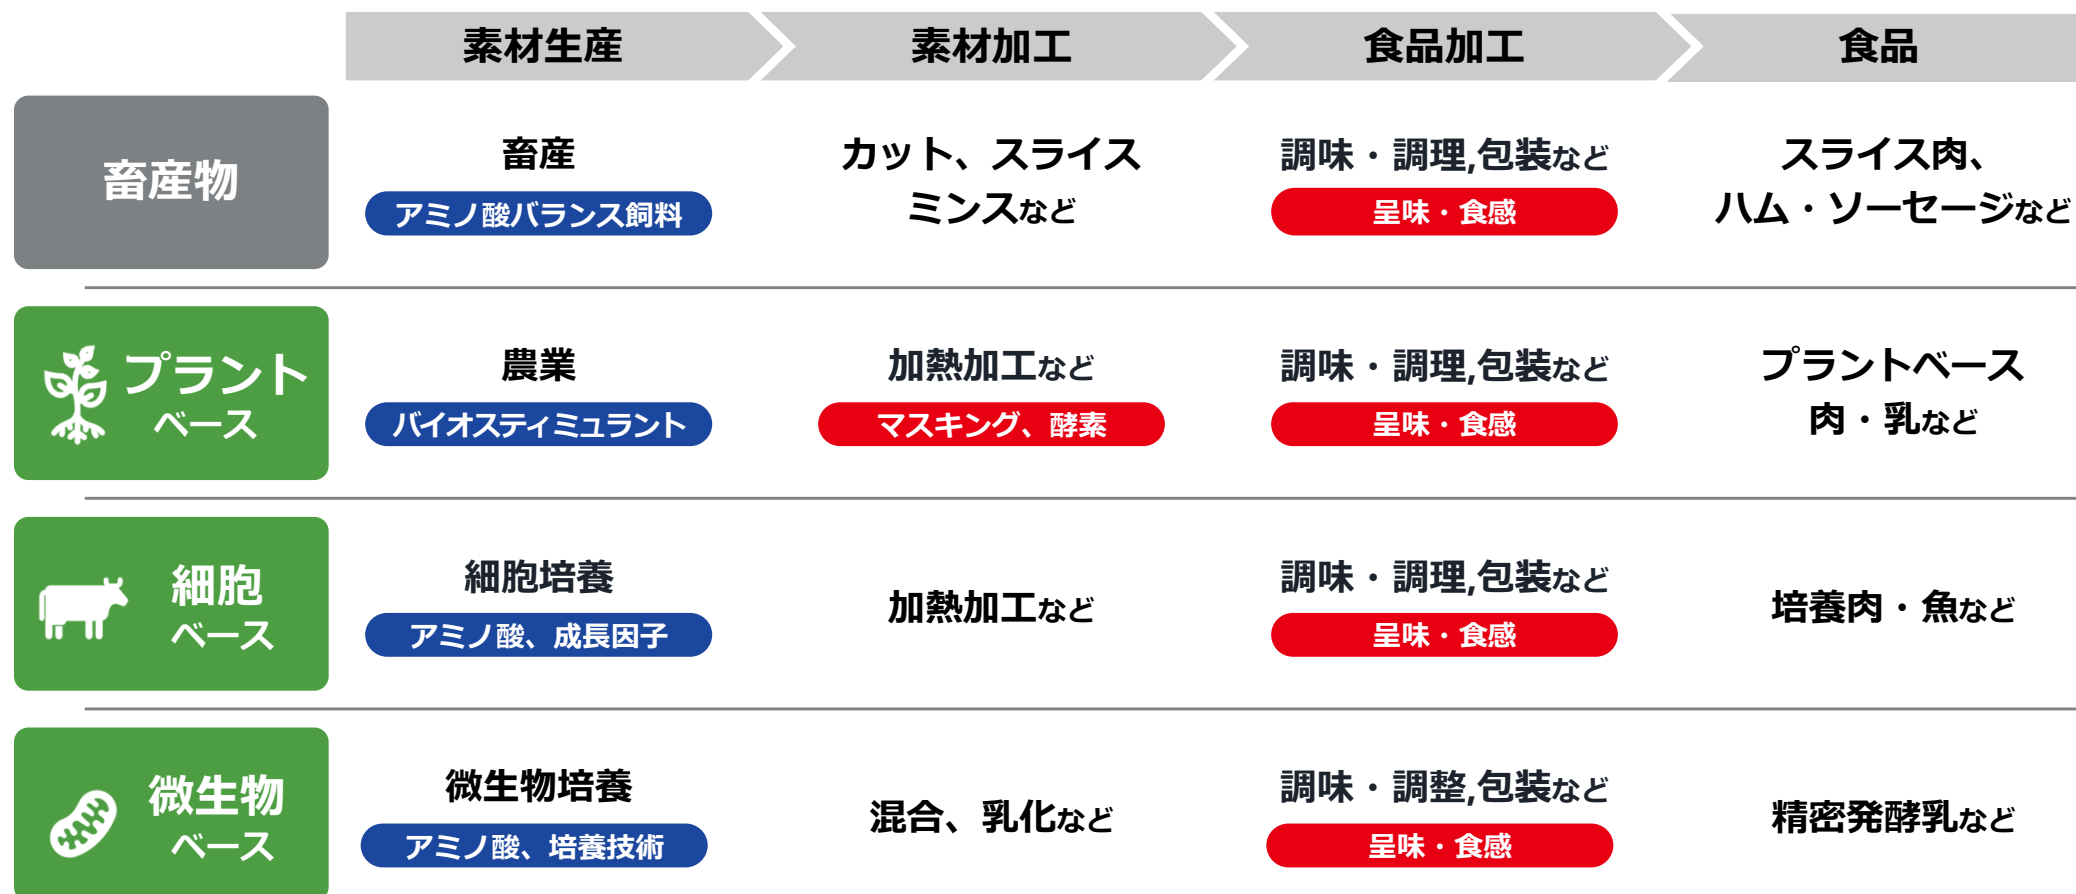 素材生産
素材加工
食品加工
食品
畜産物
畜産
アミノ酸バランス飼料
カット、スライス
ミンスなど
調味・調理,包装など
呈味・食感
スライス肉、
ハム・ソーセージなど
プラント
ベース
農業
バイオスティミュラント
加熱加工など
マスキング、酵素
調味・調理,包装など
呈味・食感
プラントベース
肉・乳など
細胞
ベース
細胞培養
アミノ酸、成長因子
加熱加工など
調味・調理,包装など
呈味・食感
培養肉・魚など
微生物
ベース
微生物培養
アミノ酸、培養技術
混合、乳化など
調味・調整,包装など
呈味・食感
精密発酵乳など